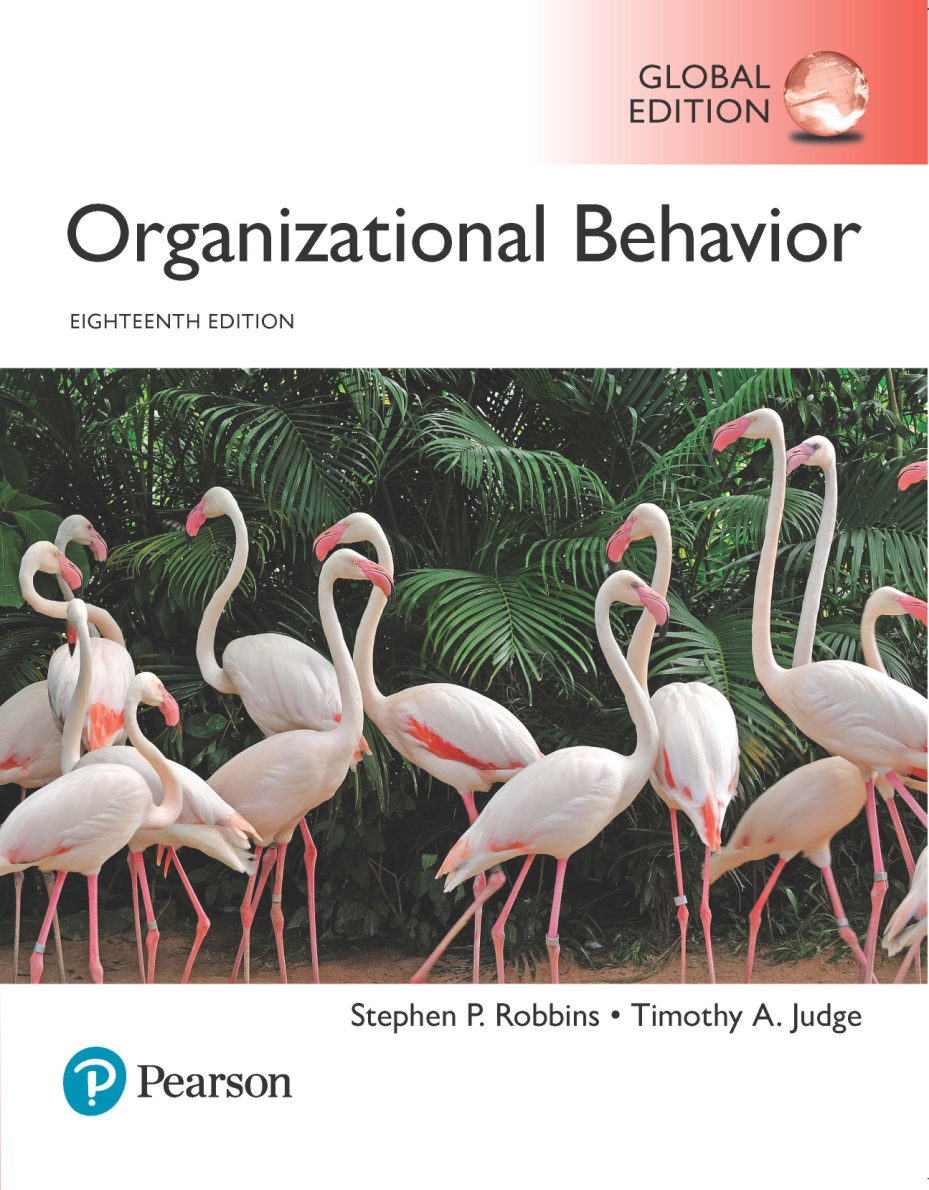 GLOBAL
EDITION
Organizational Behavior
EIGHTEENTH EDITION
Stephen P. Robbins • Timothy A. Judge
Pearson